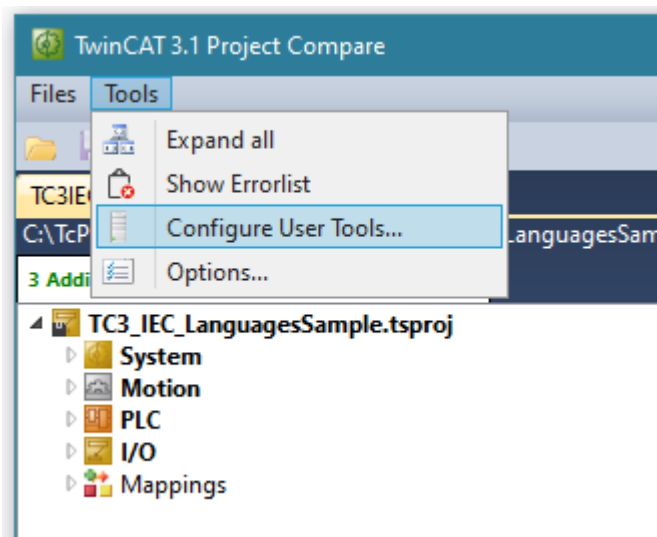 TwinCAT 3.1 Project Compare
Files Tools
Expand all
TC3IE
Show Errorlist
C:\TcP
Configure User Tools...
LanguagesSam
3 Addi
Options...
TC3_IEC_LanguagesSample.tsproj
System
Motion
PLC
I/O
Mappings